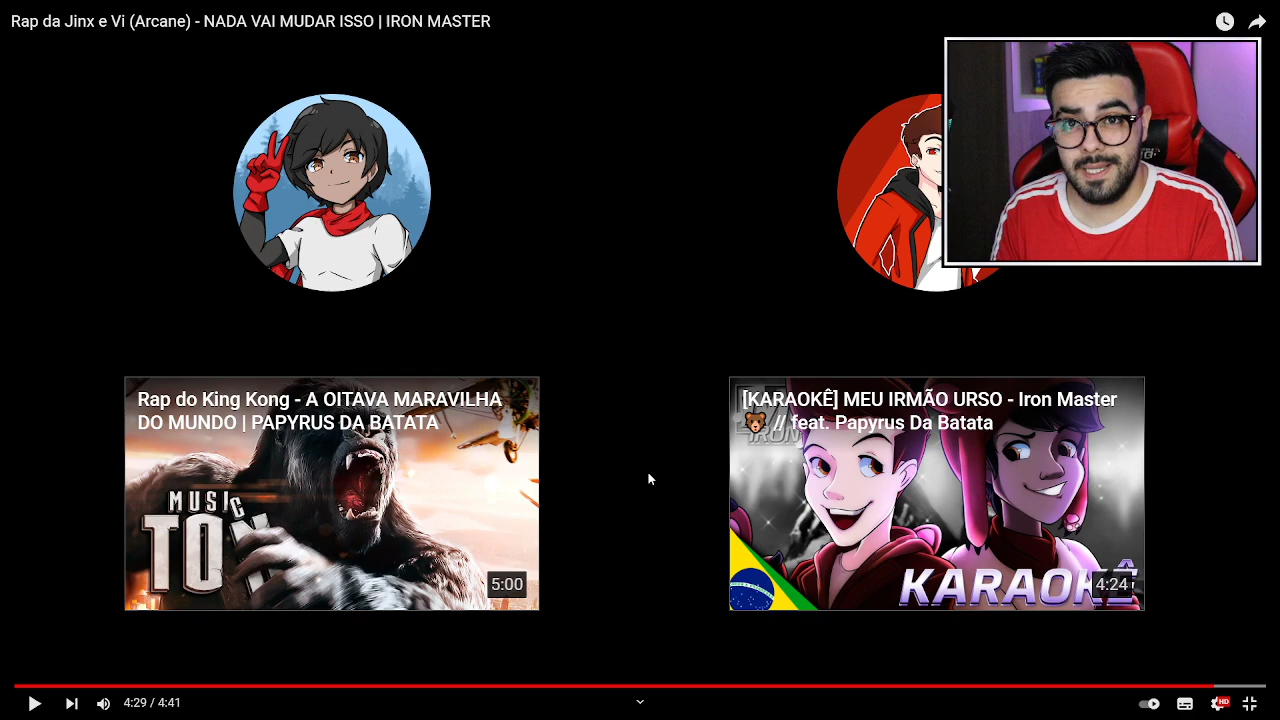 Rap da Jinx e Vi (Arcane) - NADA VAI MUDAR ISSO | IRON MASTER
Rap do King Kong - A OITAVA MARAVILHA
DO MUNDO | PAPYRUS DA BATATA
MUSIC
5:00
[KARAOKÊ] MEU IRMÃO URSO - Iron Master
🐻 // feat. Papyrus Da Batata
IRON
KARAOKÊ
4:24
4:29 / 4:41
HD